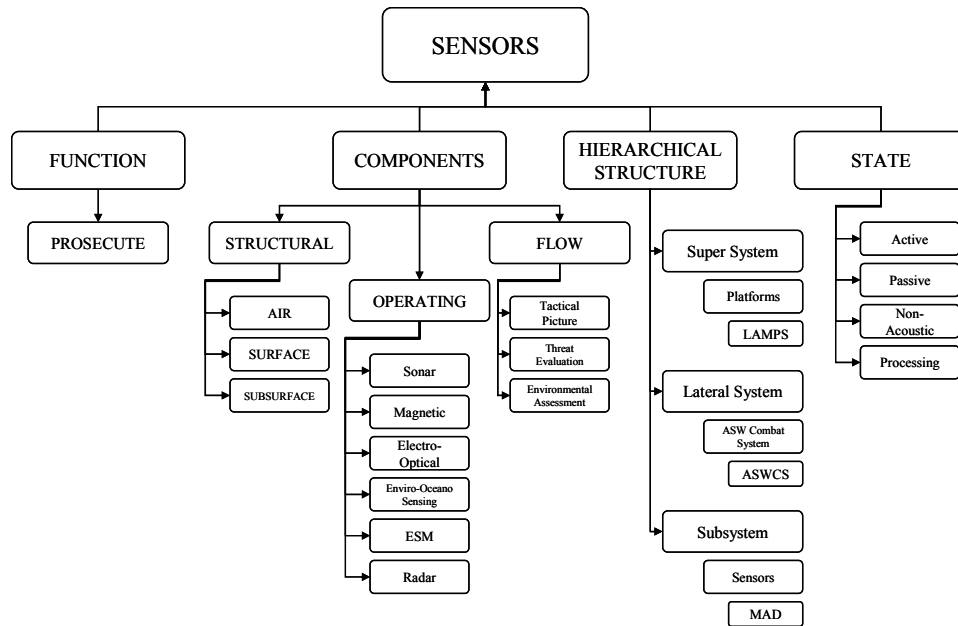 SENSORS
FUNCTION
COMPONENTS
HIERARCHICAL
STRUCTURE
STATE
PROSECUTE
STRUCTURAL
AIR
SURFACE
SUBSURFACE
OPERATING
Sonar
Magnetic
Electro-
Optical
Enviro-Oceano
Sensing
ESM
Radar
FLOW
Tactical
Picture
Threat
Evaluation
Environmental
Assessment
Super System
Platforms
LAMPS
Lateral System
ASW Combat
System
ASWCS
Subsystem
Sensors
MAD
Active
Passive
Non-
Acoustic
Processing